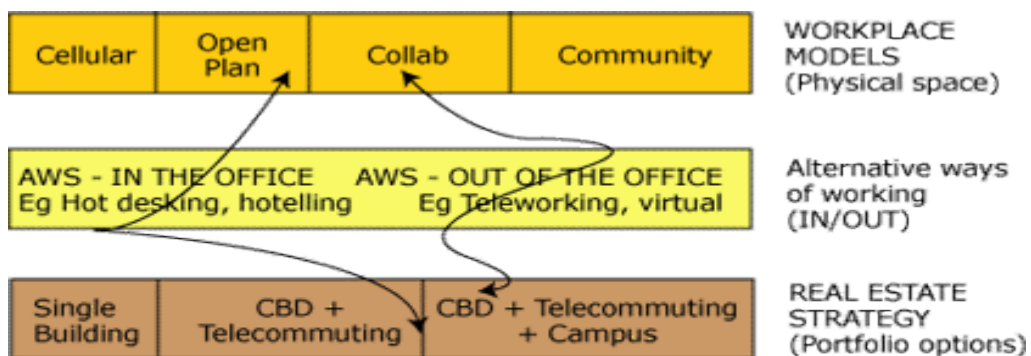 Cellular
Open
Plan
Collab
Community
WORKPLACE
MODELS
(Physical space)
AWS - IN THE OFFICE
Eg Hot desking, hotelling
AWS - OUT OF THE OFFICE
Eg Teleworking, virtual
Alternative ways
of working
(IN/OUT)
Single
Building
CBD +
Telecommuting
CBD + Telecommuting
+ Campus
REAL ESTATE
STRATEGY
(Portfolio options)